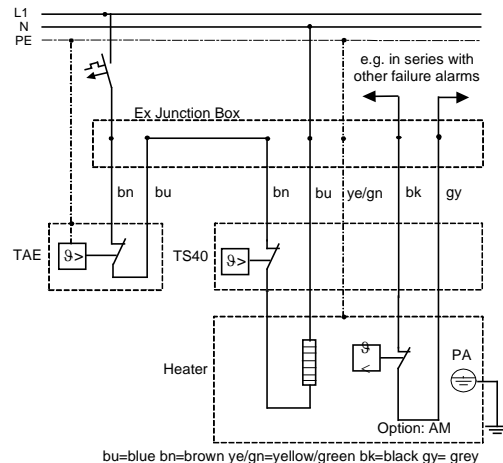 L1
N
PE
e.g. in series with
other failure alarms
Ex Junction Box
bn
bu
bn
bu
ye/gn
bk
gy
TAE
ϑ>
TS40
ϑ>
Heater
ϑ
<
PA
Option: AM
bu=blue bn=brown ye/gn=yellow/green bk=black gy= grey